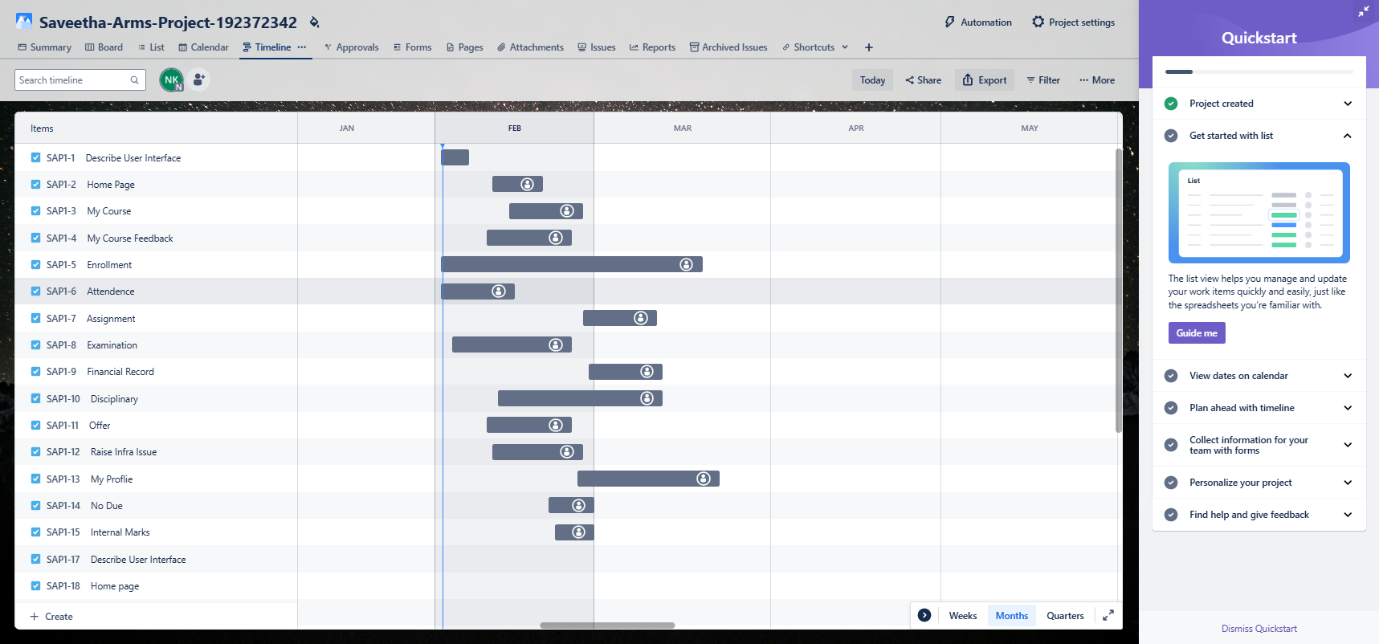 Saveetha-Arms-Project-192372342
Automation
Project settings
Summary Board List Calendar Timeline Approvals Forms Pages Attachments Issues Reports Archived Issues Shortcuts
Search timeline
NK
N
Today Share Export Filter More
Items JAN FEB MAR APR MAY
SAP1-1 Describe User Interface
SAP1-2 Home Page
SAP1-3 My Course
SAP1-4 My Course Feedback
SAP1-5 Enrollment
SAP1-6 Attendence
SAP1-7 Assignment
SAP1-8 Examination
SAP1-9 Financial Record
SAP1-10 Disciplinary
SAP1-11 Offer
SAP1-12 Raise Infra Issue
SAP1-13 My Proflie
SAP1-14 No Due
SAP1-15 Internal Marks
SAP1-17 Describe User Interface
SAP1-18 Home page
+ Create
Weeks Months Quarters
Quickstart
Project created
Get started with list
List
The list view helps you manage and update
your work items quickly and easily, just like
the spreadsheets you're familiar with.
Guide me
View dates on calendar
Plan ahead with timeline
Collect information for your
team with forms
Personalize your project
Find help and give feedback
Dismiss Quickstart